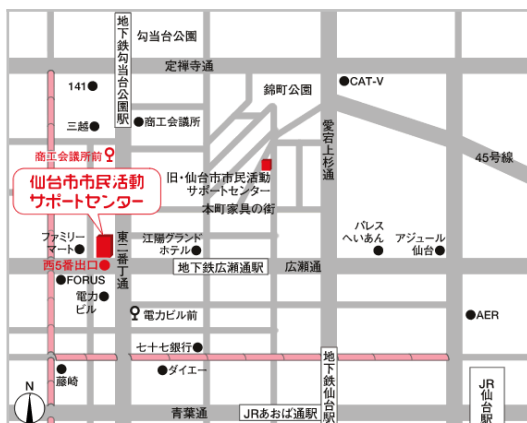 地下鉄勾当台公園駅
勾当台公園
定禅寺通
141
三越
商工会議所
錦町公園
CAT-V
愛宕上杉通
45号線
商工会議所前
仙台市市民活動
サポートセンター
旧・仙台市市民活動
サポートセンター
本町家具の街
ファミリー
マート
東二番丁通
江陽グランド
ホテル
パレス
へいあん
アジュール
仙台
西5番出口
地下鉄広瀬通駅
広瀬通
FORUS
電力
ビル
電力ビル前
AER
七十七銀行
藤崎
ダイエー
地下鉄仙台駅
JR仙台駅
N
青葉通
JRあおば通駅